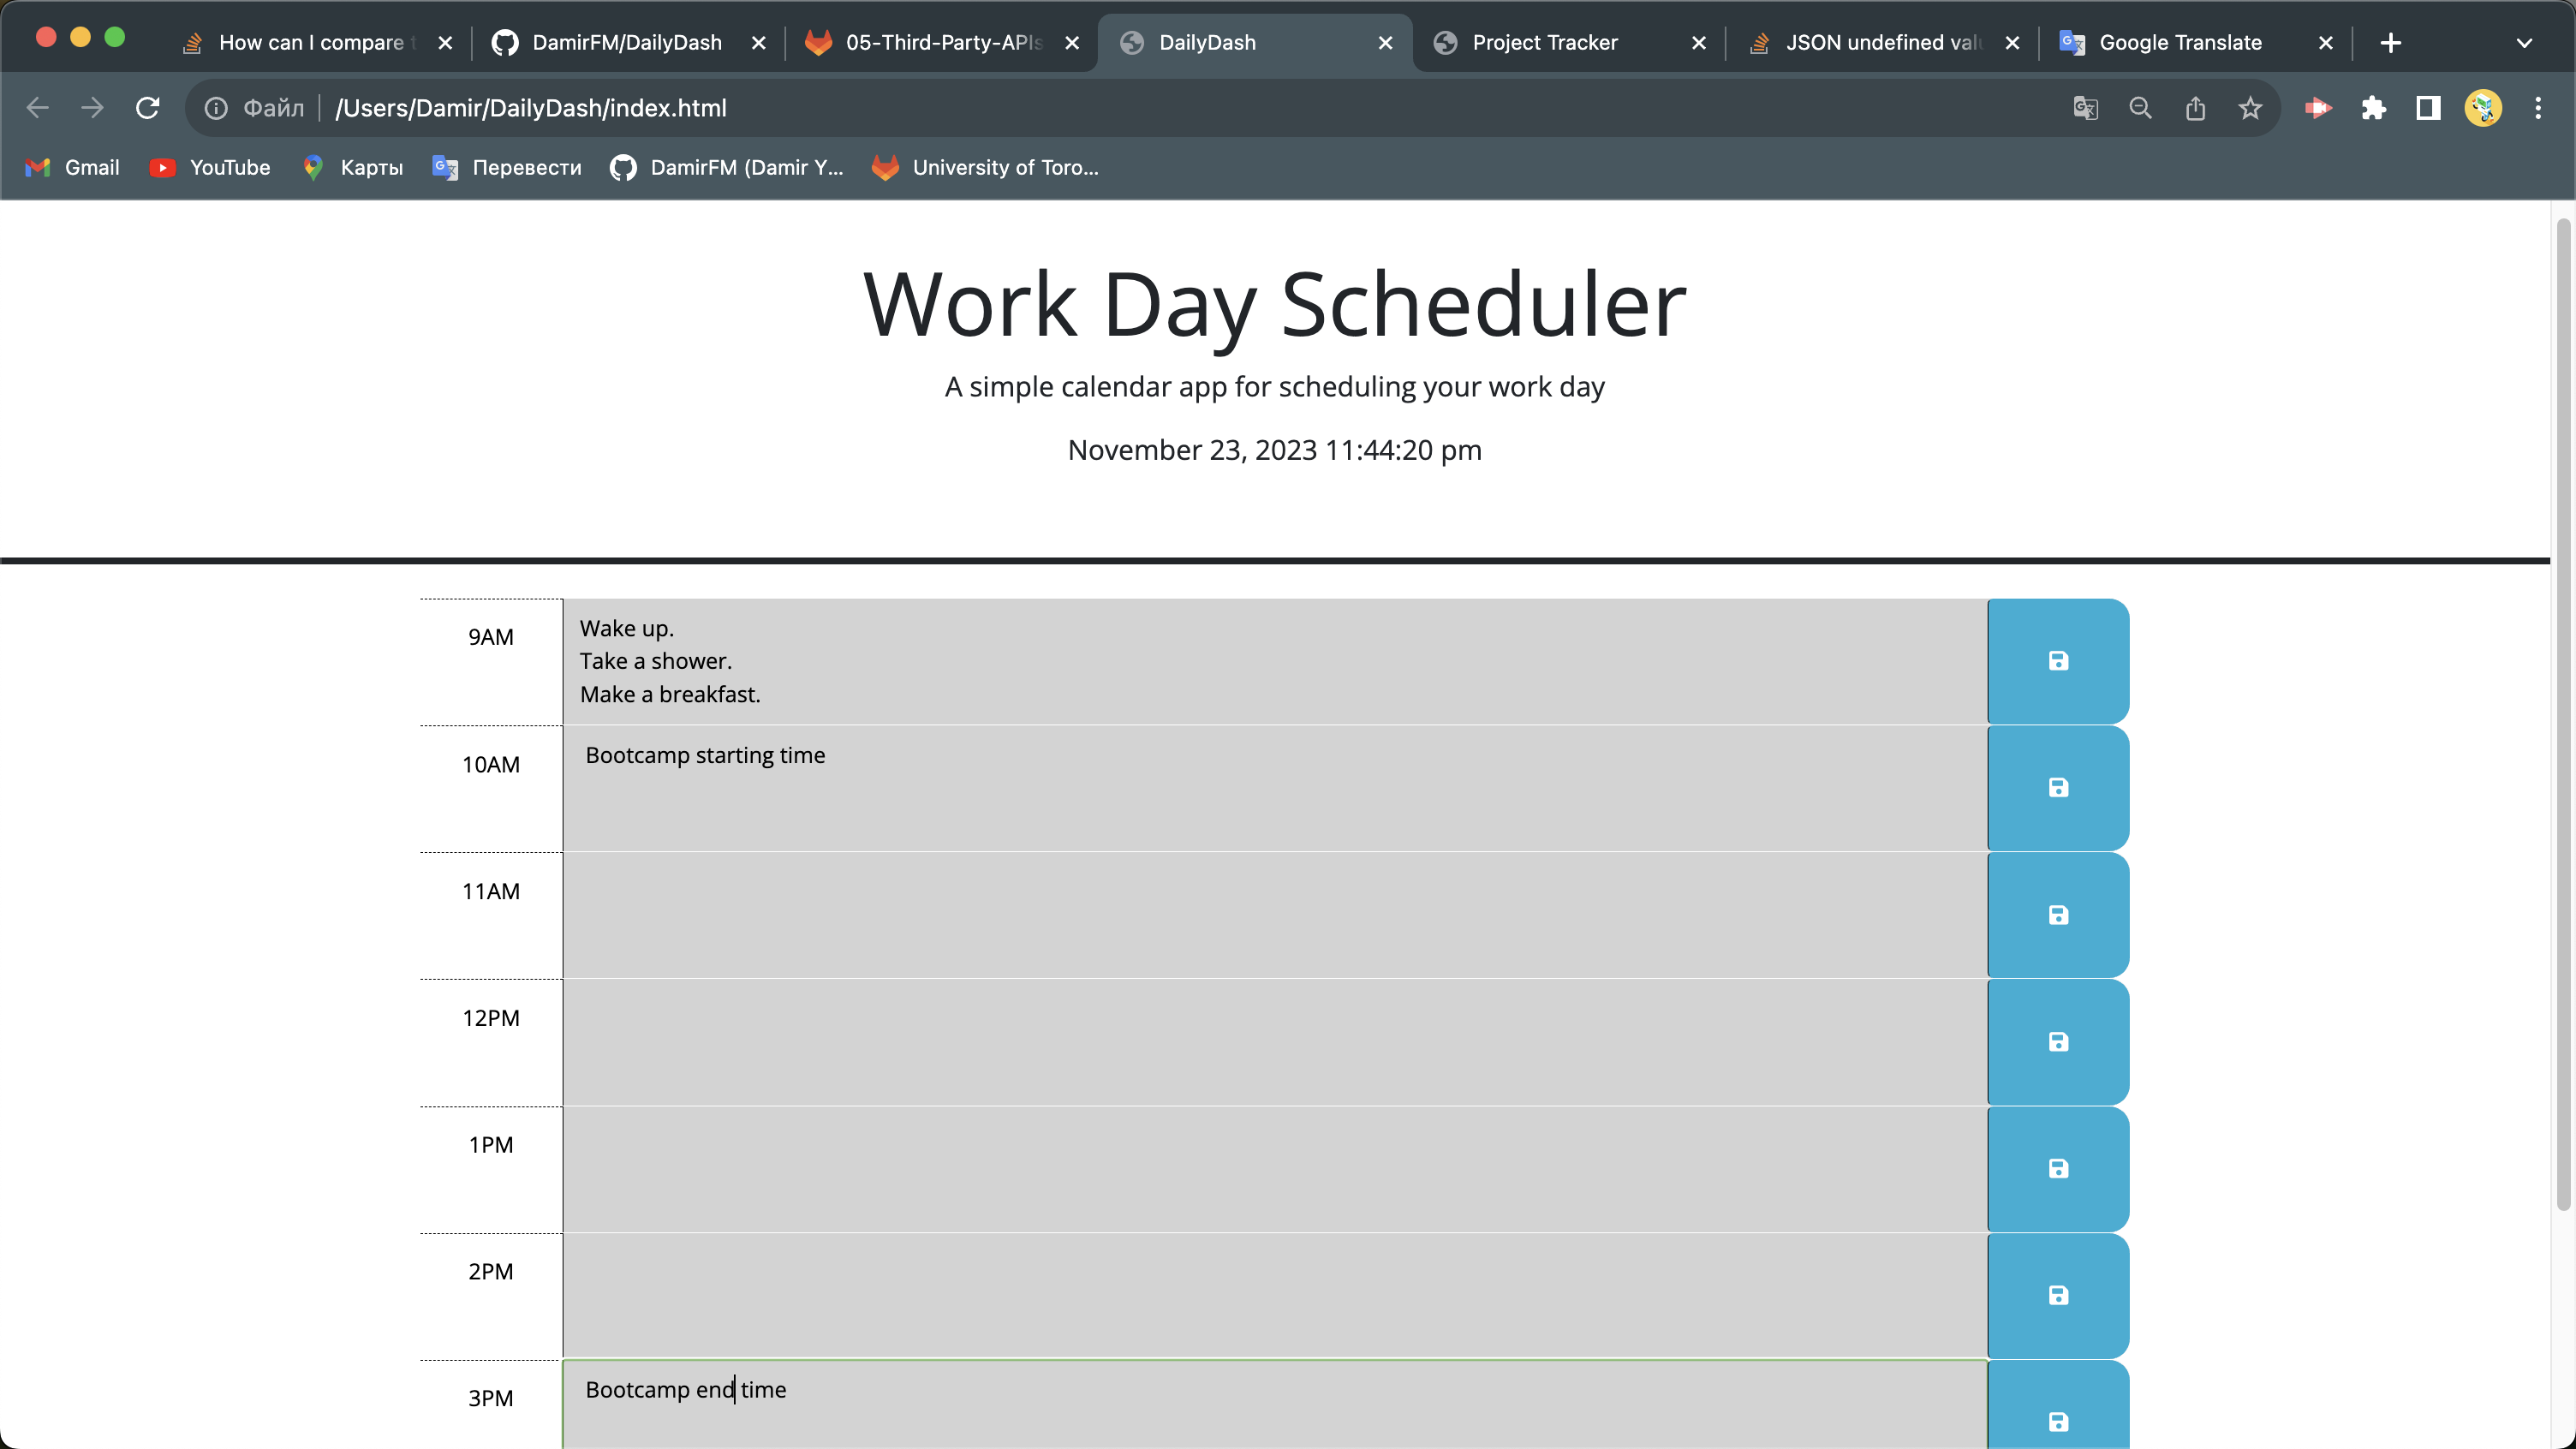 How can I compare
DamirFM/DailyDash
05-Third-Party-APIs
DailyDash
Project Tracker
JSON undefined valu
Google Translate
Файл /Users/Damir/DailyDash/index.html
Gmail
YouTube
Карты
Перевести
DamirFM (Damir Y...
University of Toro...
Work Day Scheduler
A simple calendar app for scheduling your work day
November 23, 2023 11:44:20 pm
9AM
Wake up.
Take a shower.
Make a breakfast.
10AM
Bootcamp starting time
11AM
12PM
1PM
2PM
3PM
Bootcamp end time